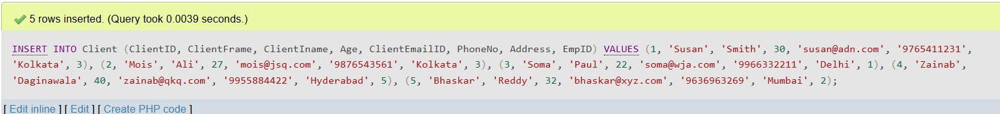 5 rows inserted. (Query took 0.0039 seconds.)
INSERT INTO Client (ClientID, ClientFrame, ClientIname, Age, ClientEmailID, PhoneNo, Address, EmpID) VALUES (1, 'Susan', 'Smith', 30, 'susan@adn.com', '9765411231',
'Kolkata', 3), (2, 'Mois', 'Ali', 27, 'mois@jsq.com', '9876543561', 'Kolkata', 3), (3, 'Soma', 'Paul', 22, 'soma@wja.com', '9966332211', 'Delhi', 1), (4, 'Zainab',
'Daginawala', 40, 'zainab@qkq.com', '9955884422', 'Hyderabad', 5), (5, 'Bhaskar', 'Reddy', 32, 'bhaskar@xyz.com', '9636963269', 'Mumbai', 2);
[ Edit inline ] [ Edit ] [ Create PHP code ]